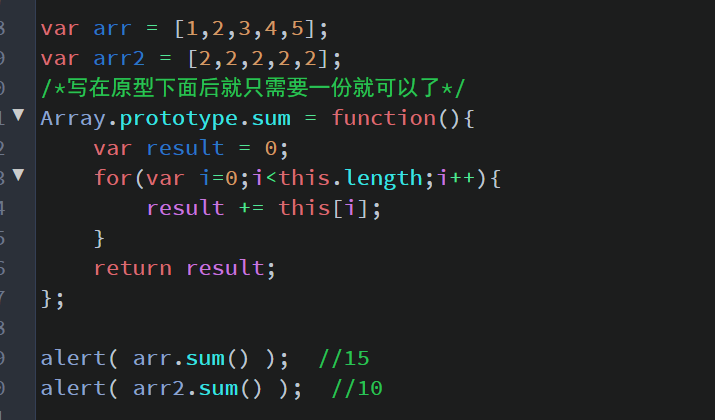 var arr = [1,2,3,4,5];
var arr2 = [2,2,2,2,2];
/*写在原型下面后就只需要一份就可以了*/
Array.prototype.sum = function(){
    var result = 0;
    for(var i=0;i<this.length;i++){
        result += this[i];
    }
    return result;
};
alert( arr.sum() );  //15
alert( arr2.sum() );  //10